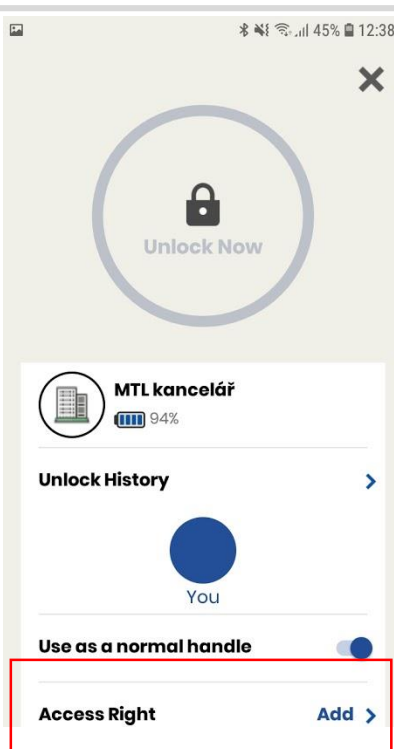 45% 12:38
Unlock Now
MTL kancelář
94%
Unlock History
You
Use as a normal handle
Access Right Add